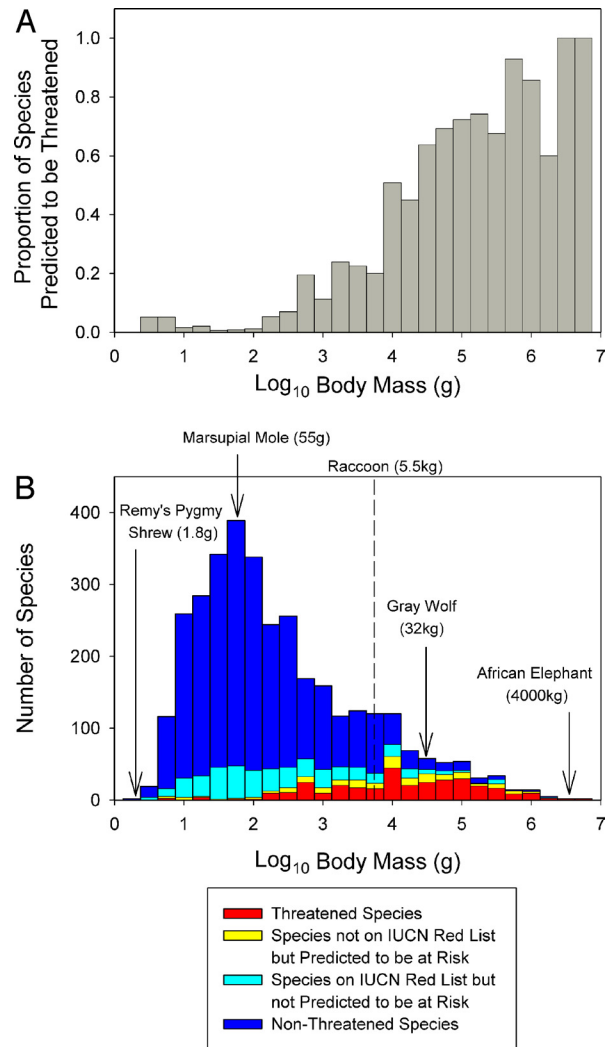 A
Proportion of Species
Predicted to be Threatened
1.0
0.8
0.6
0.4
0.2
0.0
0 1 2 3 4 5 6 7
Log10 Body Mass (g)
Marsupial Mole (55g)
B
Raccoon (5.5kg)
Remy's Pygmy
Shrew (1.8g)
Gray Wolf
(32kg)
African Elephant
(4000kg)
Number of Species
400
300
200
100
0
0 1 2 3 4 5 6 7
Log10 Body Mass (g)
Threatened Species
Species not on IUCN Red List
but Predicted to be at Risk
Species on IUCN Red List but
not Predicted to be at Risk
Non-Threatened Species